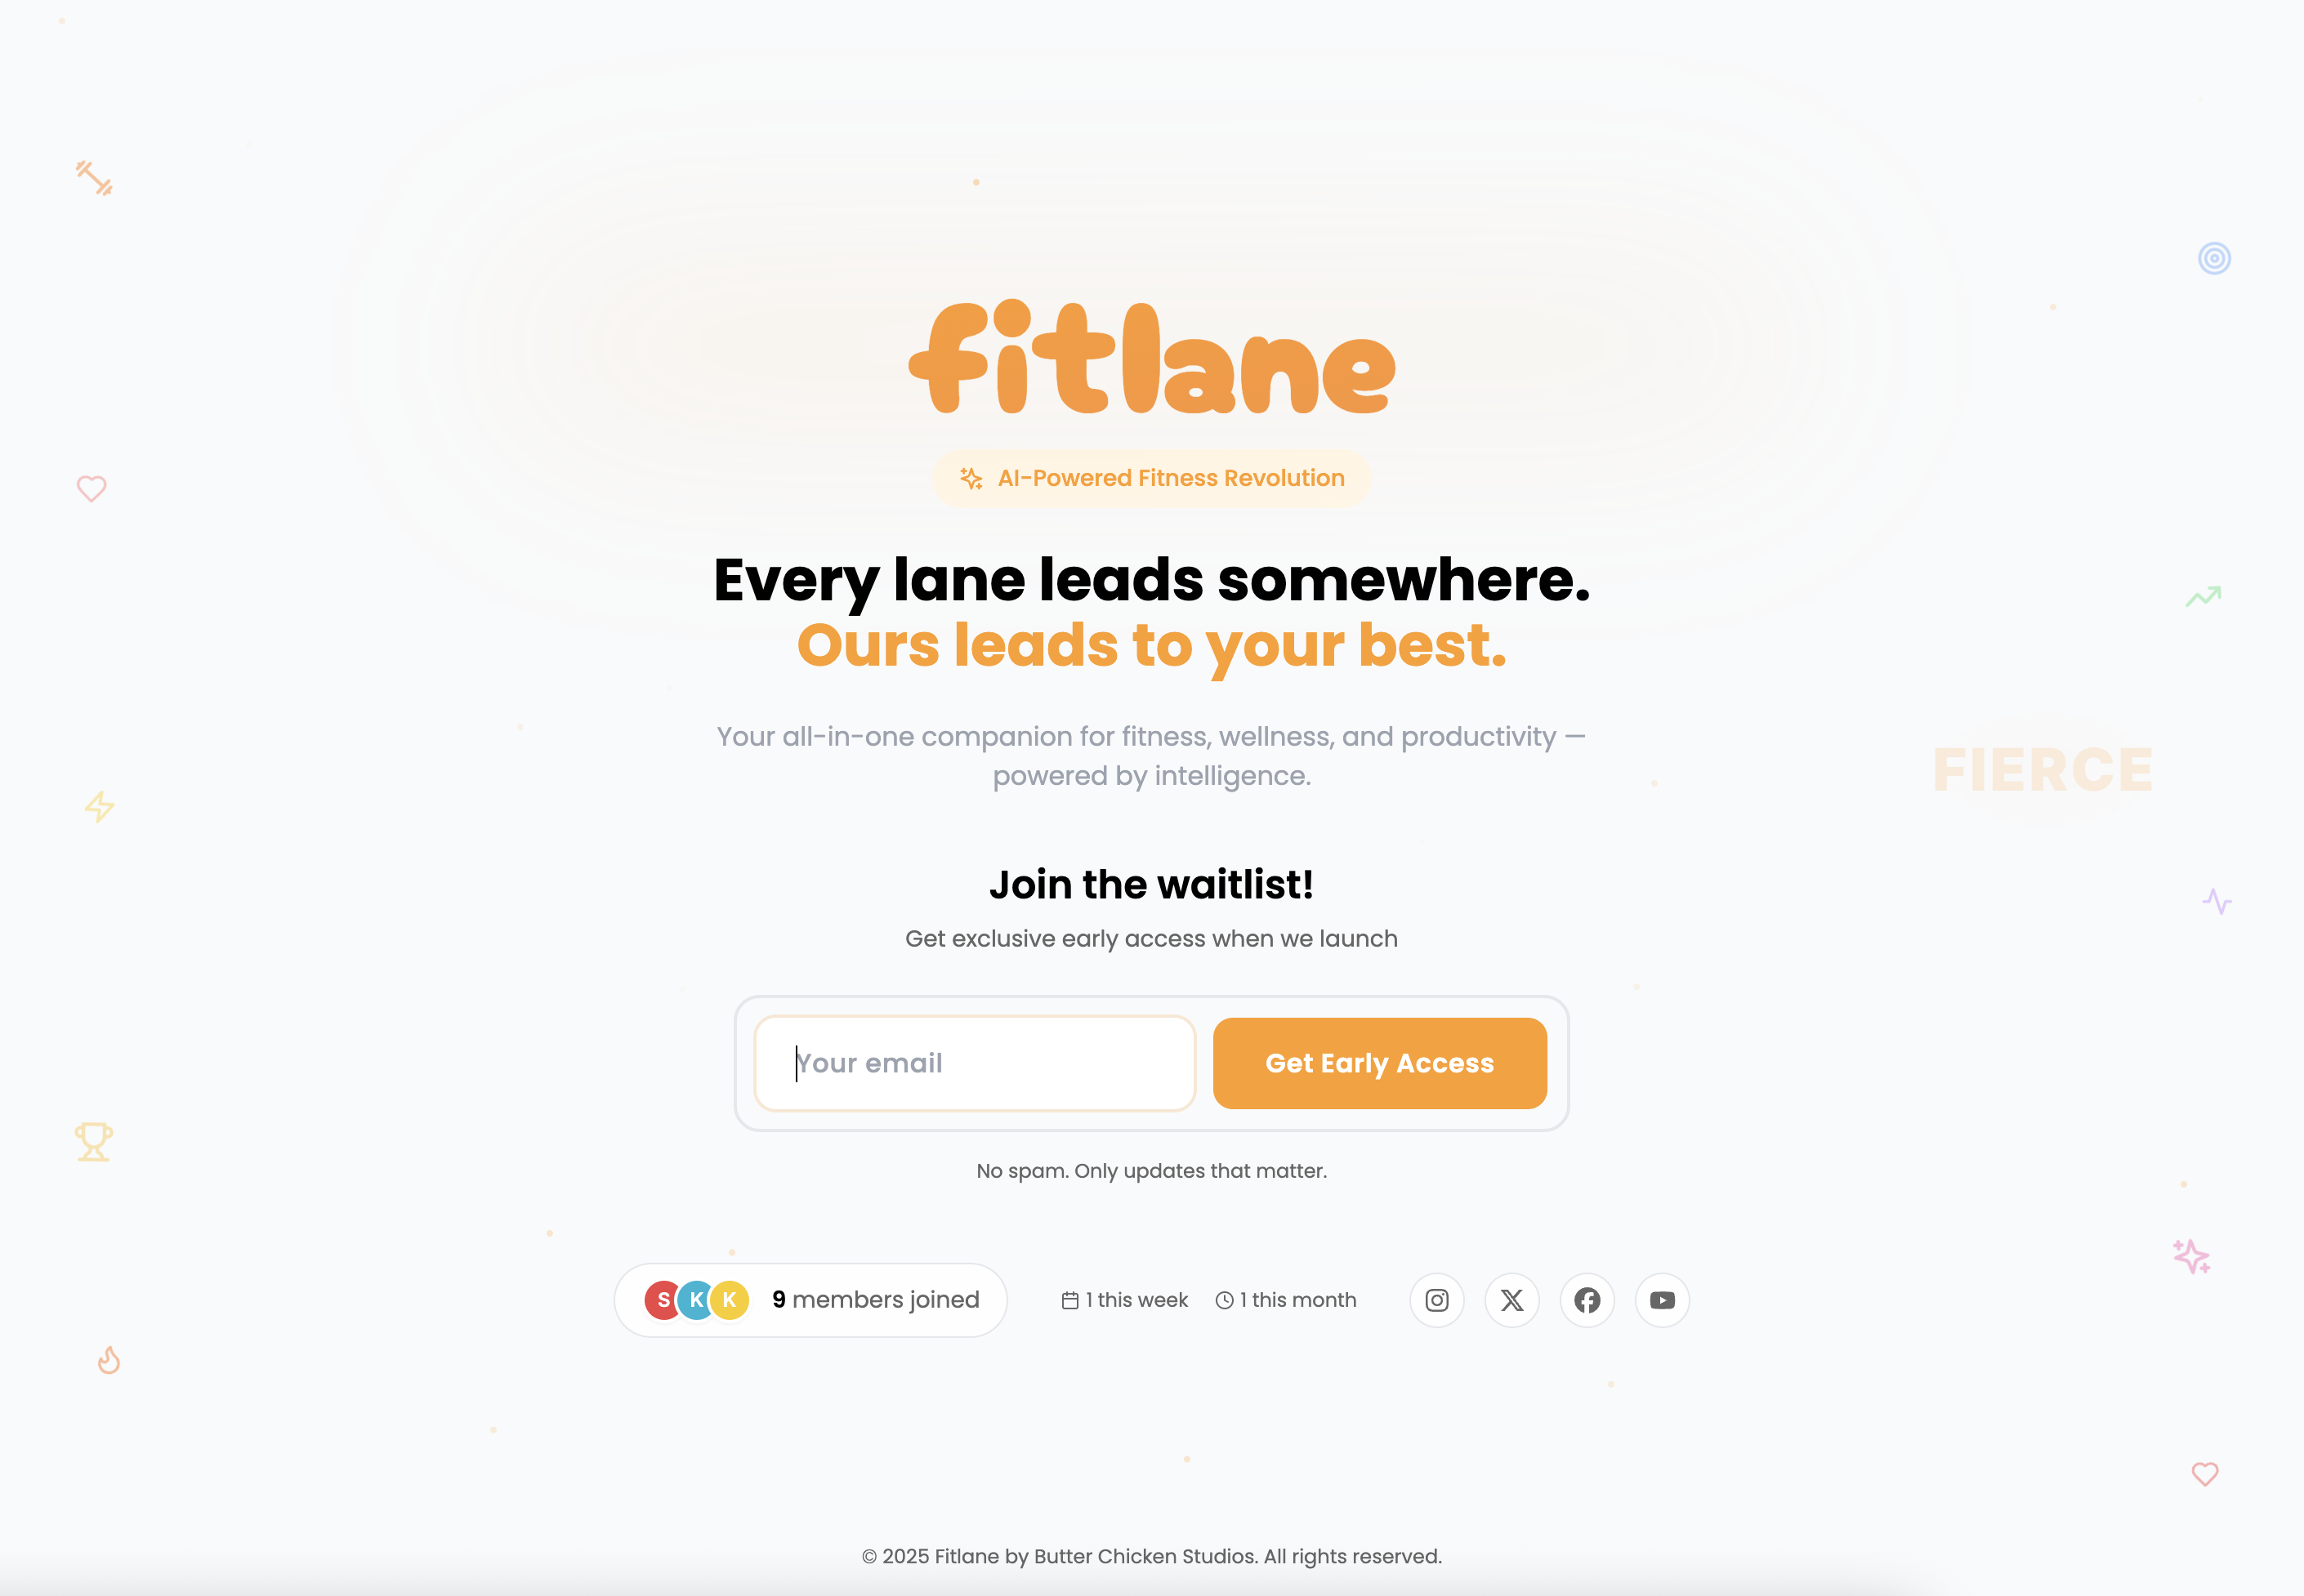 fitlane
AI-Powered Fitness Revolution
Every lane leads somewhere.
Ours leads to your best.
Your all-in-one companion for fitness, wellness, and productivity —
powered by intelligence.
FIERCE
Join the waitlist!
Get exclusive early access when we launch
Your email
Get Early Access
No spam. Only updates that matter.
S K K 9 members joined 1 this week 1 this month
© 2025 Fitlane by Butter Chicken Studios. All rights reserved.